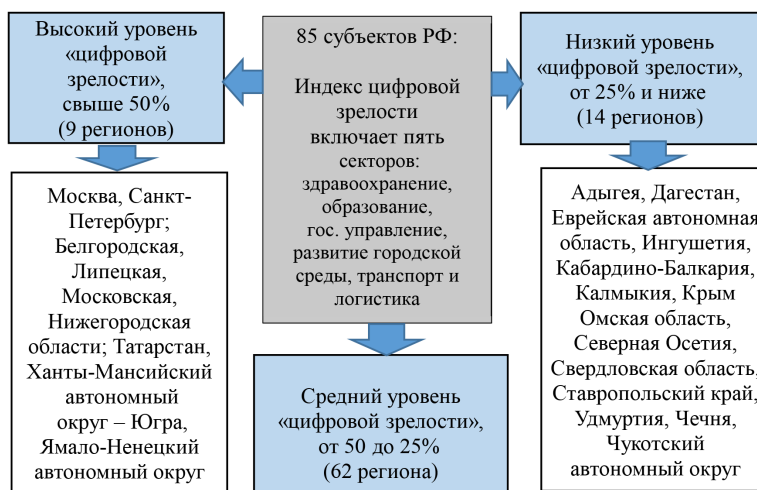 Высокий уровень
«цифровой
зрелости»,
свыше 50%
(9 регионов)
Москва, Санкт-
Петербург;
Белгородская,
Липецкая,
Московская,
Нижегородская
области; Татарстан,
Ханты-Мансийский
автономный
округ – Югра,
Ямало-Ненецкий
автономный округ
85 субъектов РФ:
Индекс цифровой
зрелости
включает пять
секторов:
здравоохранение,
образование,
гос. управление,
развитие городской
среды, транспорт и
логистика
Средний уровень
«цифровой зрелости»,
от 50 до 25%
(62 региона)
Низкий уровень
«цифровой зрелости»,
от 25% и ниже
(14 регионов)
Адыгея, Дагестан,
Еврейская автономная
область, Ингушетия,
Кабардино-Балкария,
Калмыкия, Крым
Омская область,
Северная Осетия,
Свердловская область,
Ставропольский край,
Удмуртия, Чечня,
Чукотский
автономный округ